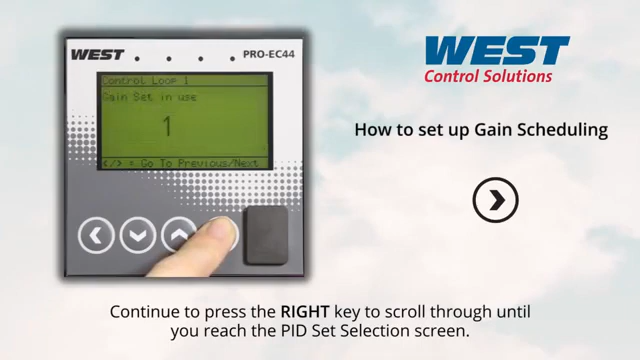 WEST
PRO-EC44
Control Loop 1
Gain Set in use
1
</> = Go To Previous/Next
WEST
Control Solutions
How to set up Gain Scheduling
Continue to press the RIGHT key to scroll through until
you reach the PID Set Selection screen.